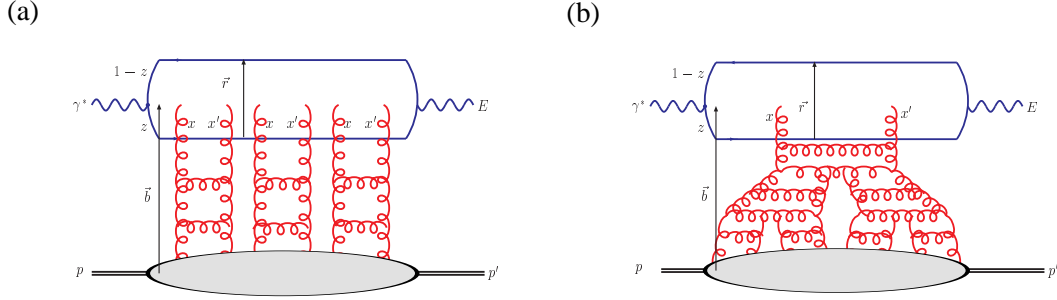 (a)
(b)
1 − z
r⃗
γ*
E
z
x x′ x x′ x x′
b⃗
p
p′
1 − z
r⃗
γ*
E
x
x′
z
b⃗
p
p′